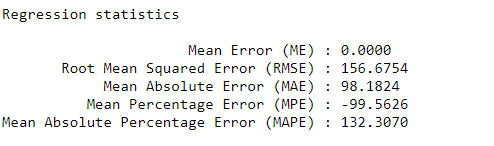 Regression statistics
Mean Error (ME) : 0.0000
Root Mean Squared Error (RMSE) : 156.6754
Mean Absolute Error (MAE) : 98.1824
Mean Percentage Error (MPE) : -99.5626
Mean Absolute Percentage Error (MAPE) : 132.3070